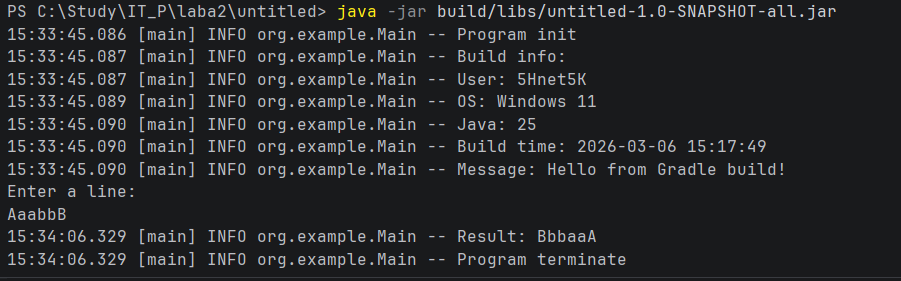 PS C:\Study\IT_P\laba2\untitled> java -jar build/libs/untitled-1.0-SNAPSHOT-all.jar
15:33:45.086 [main] INFO org.example.Main -- Program init
15:33:45.087 [main] INFO org.example.Main -- Build info:
15:33:45.087 [main] INFO org.example.Main -- User: 5Hnet5K
15:33:45.089 [main] INFO org.example.Main -- OS: Windows 11
15:33:45.090 [main] INFO org.example.Main -- Java: 25
15:33:45.090 [main] INFO org.example.Main -- Build time: 2026-03-06 15:17:49
15:33:45.090 [main] INFO org.example.Main -- Message: Hello from Gradle build!
Enter a line:
AaabbB
15:34:06.329 [main] INFO org.example.Main -- Result: BbbaaA
15:34:06.329 [main] INFO org.example.Main -- Program terminate